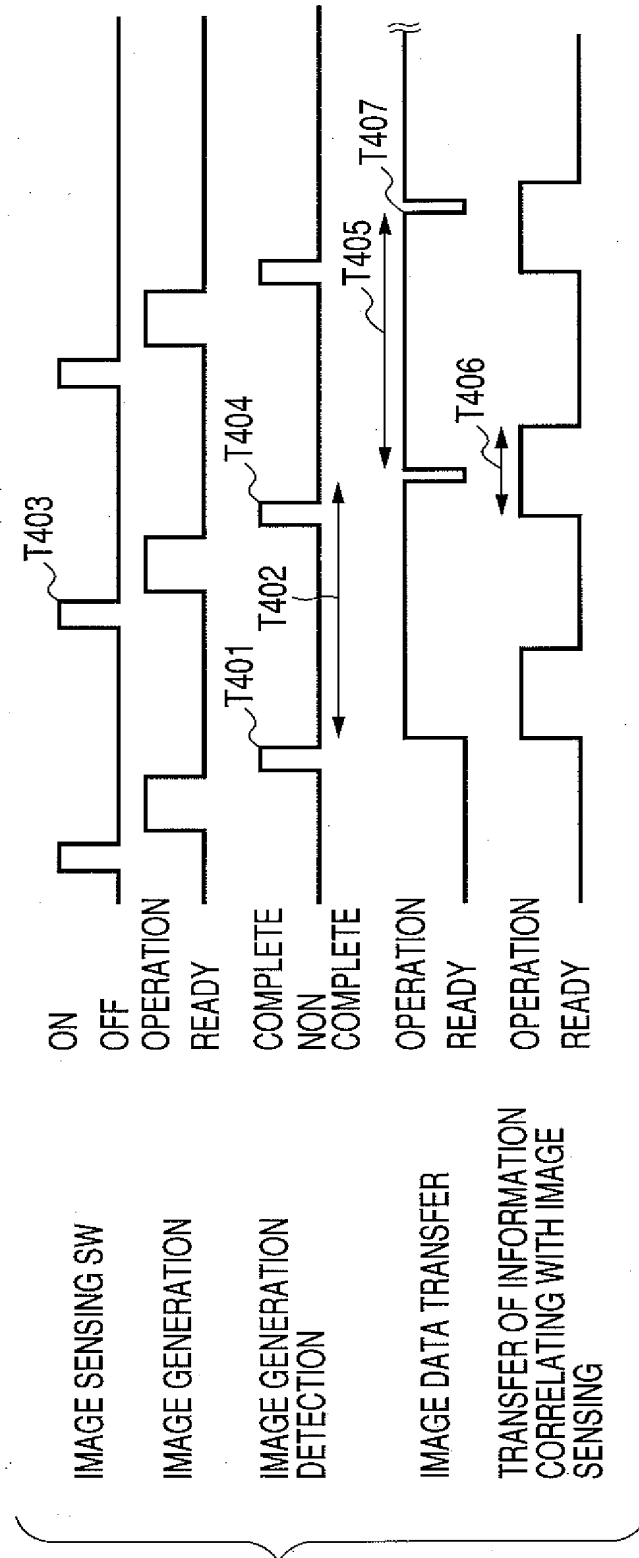 IMAGE SENSING SW
ON
OFF
T403
IMAGE GENERATION
OPERATION
READY
IMAGE GENERATION
DETECTION
COMPLETE
NON
COMPLETE
T401
T402
T404
IMAGE DATA TRANSFER
OPERATION
READY
T405
T407
TRANSFER OF INFORMATION
CORRELATING WITH IMAGE
SENSING
OPERATION
READY
T406